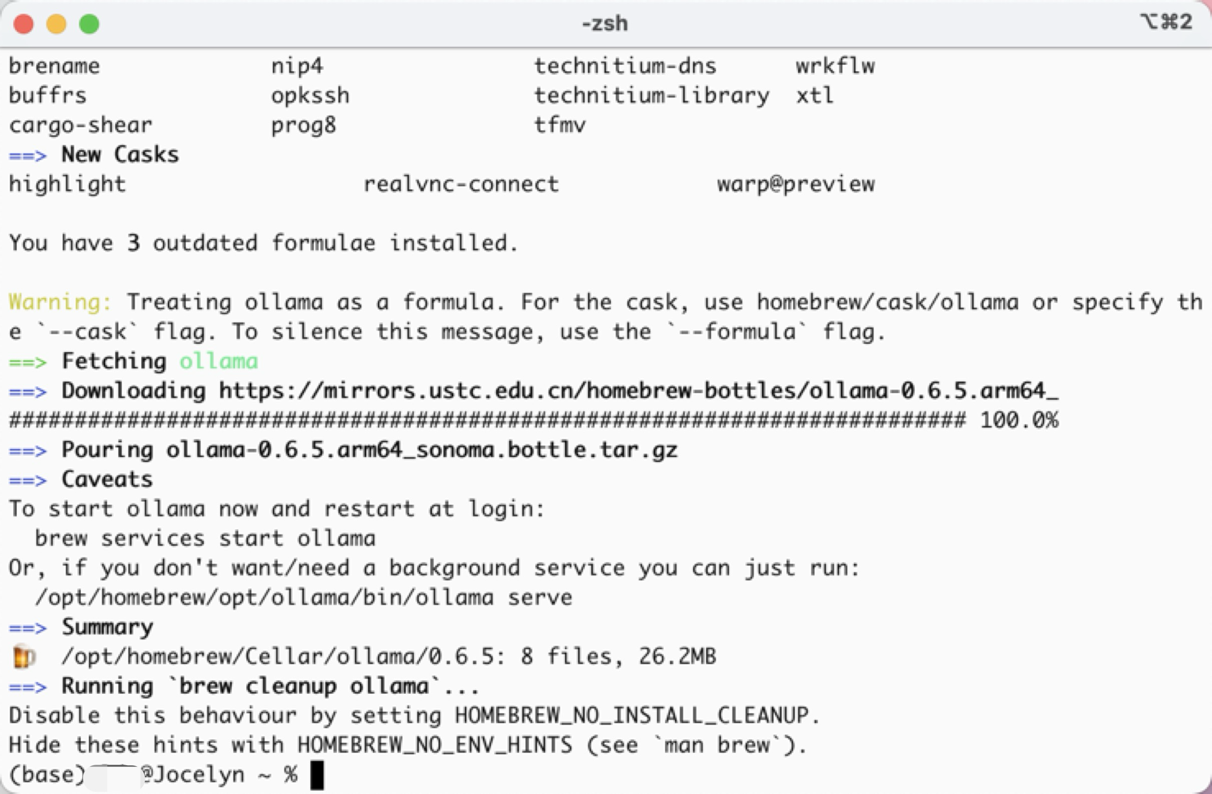 -zsh
⌥⌘2
brename nip4 technitium-dns wrkflw
buffrs opkssh technitium-library xtl
cargo-shear prog8 tfmv
==> New Casks
highlight realvnc-connect warp@preview
You have 3 outdated formulae installed.
Warning: Treating ollama as a formula. For the cask, use homebrew/cask/ollama or specify th
e `--cask` flag. To silence this message, use the `--formula` flag.
==> Fetching ollama
==> Downloading https://mirrors.ustc.edu.cn/homebrew-bottles/ollama-0.6.5.arm64_
######################################################################### 100.0%
==> Pouring ollama-0.6.5.arm64_sonoma.bottle.tar.gz
==> Caveats
To start ollama now and restart at login:
  brew services start ollama
Or, if you don't want/need a background service you can just run:
  /opt/homebrew/opt/ollama/bin/ollama serve
==> Summary
🍺  /opt/homebrew/Cellar/ollama/0.6.5: 8 files, 26.2MB
==> Running `brew cleanup ollama`...
Disable this behaviour by setting HOMEBREW_NO_INSTALL_CLEANUP.
Hide these hints with HOMEBREW_NO_ENV_HINTS (see `man brew`).
(base) @Jocelyn ~ %